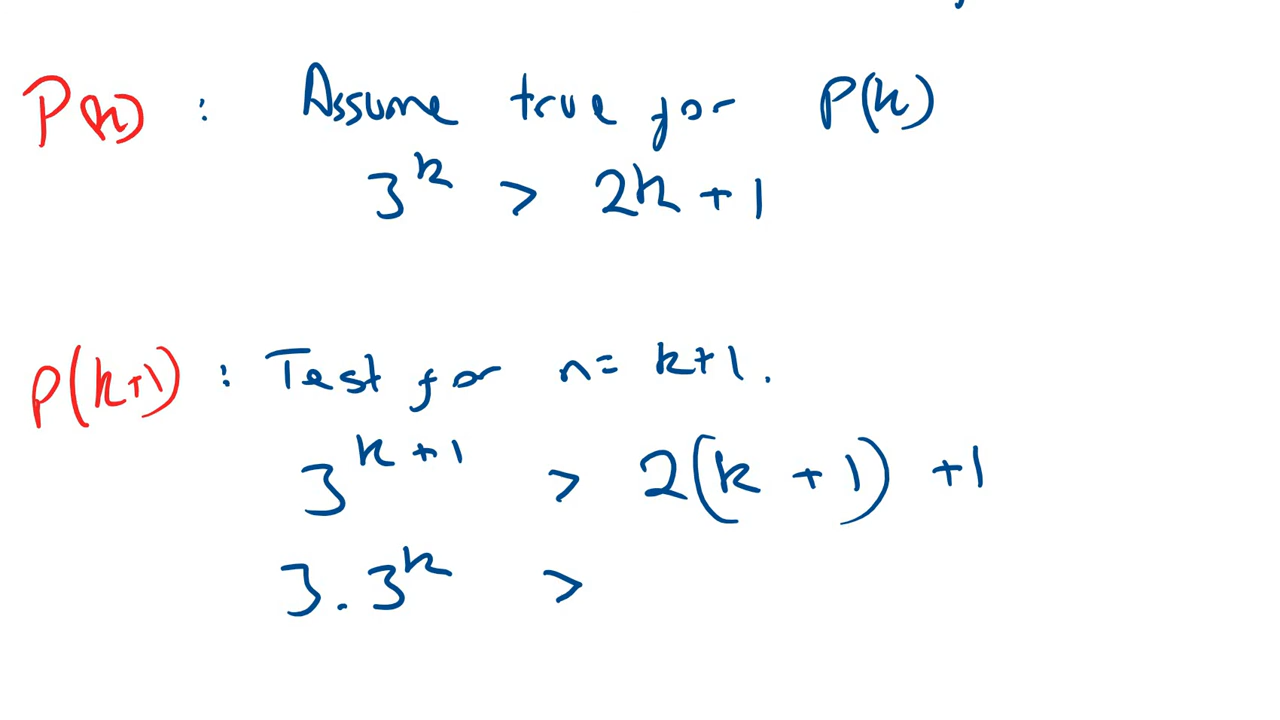 P(k) : Assume true for P(k)
3^k > 2k + 1
P(k+1) : Test for n = k+1.
3^{k+1} > 2(k + 1) + 1
3 . 3^k >